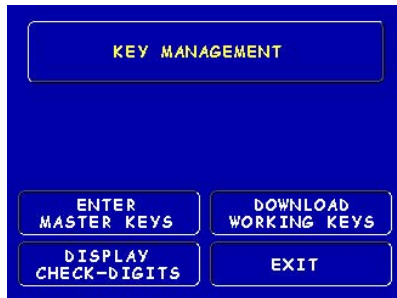 KEY MANAGEMENT
ENTER
MASTER KEYS
DOWNLOAD
WORKING KEYS
DISPLAY
CHECK-DIGITS
EXIT